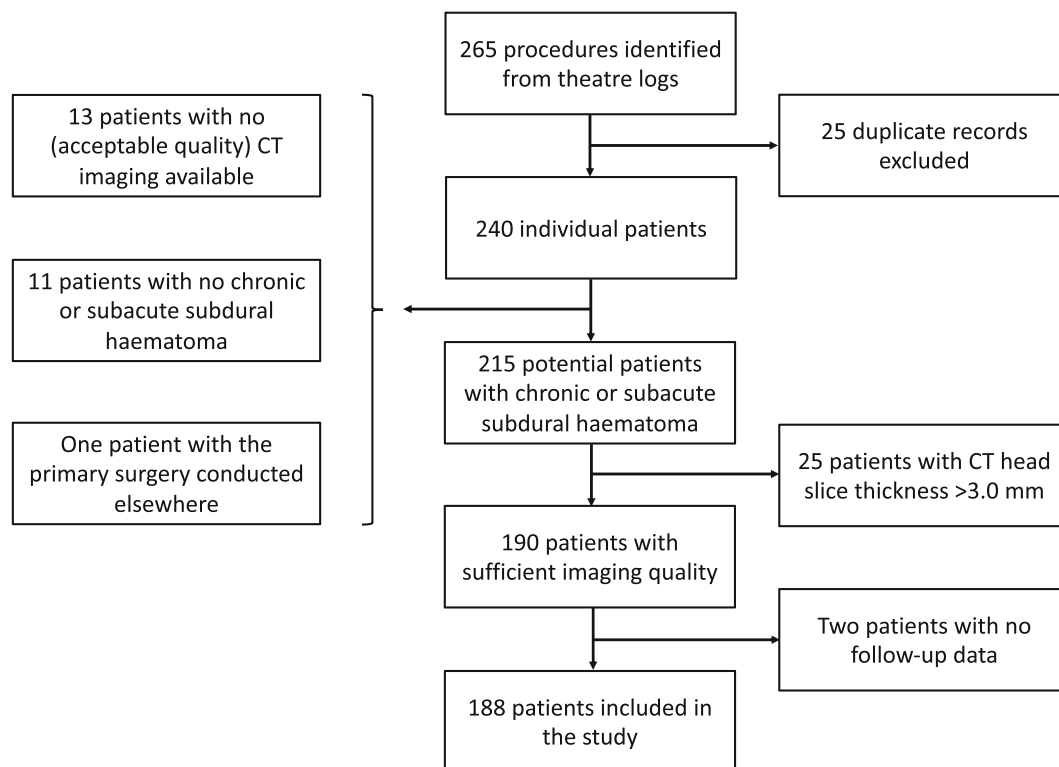 265 procedures identified
from theatre logs
25 duplicate records
excluded
240 individual patients
13 patients with no
(acceptable quality) CT
imaging available
11 patients with no chronic
or subacute subdural
haematoma
One patient with the
primary surgery conducted
elsewhere
215 potential patients
with chronic or subacute
subdural haematoma
25 patients with CT head
slice thickness >3.0 mm
190 patients with
sufficient imaging quality
Two patients with no
follow-up data
188 patients included in
the study